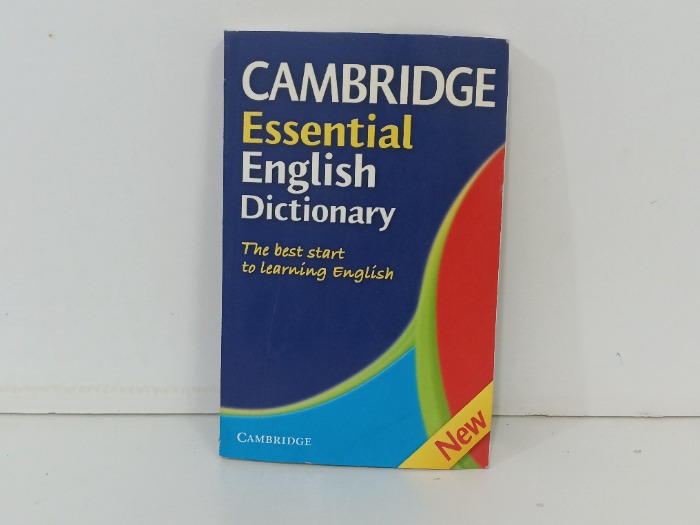 CAMBRIDGE
Essential
English
Dictionary
The best start
to learning English
CAMBRIDGE
New